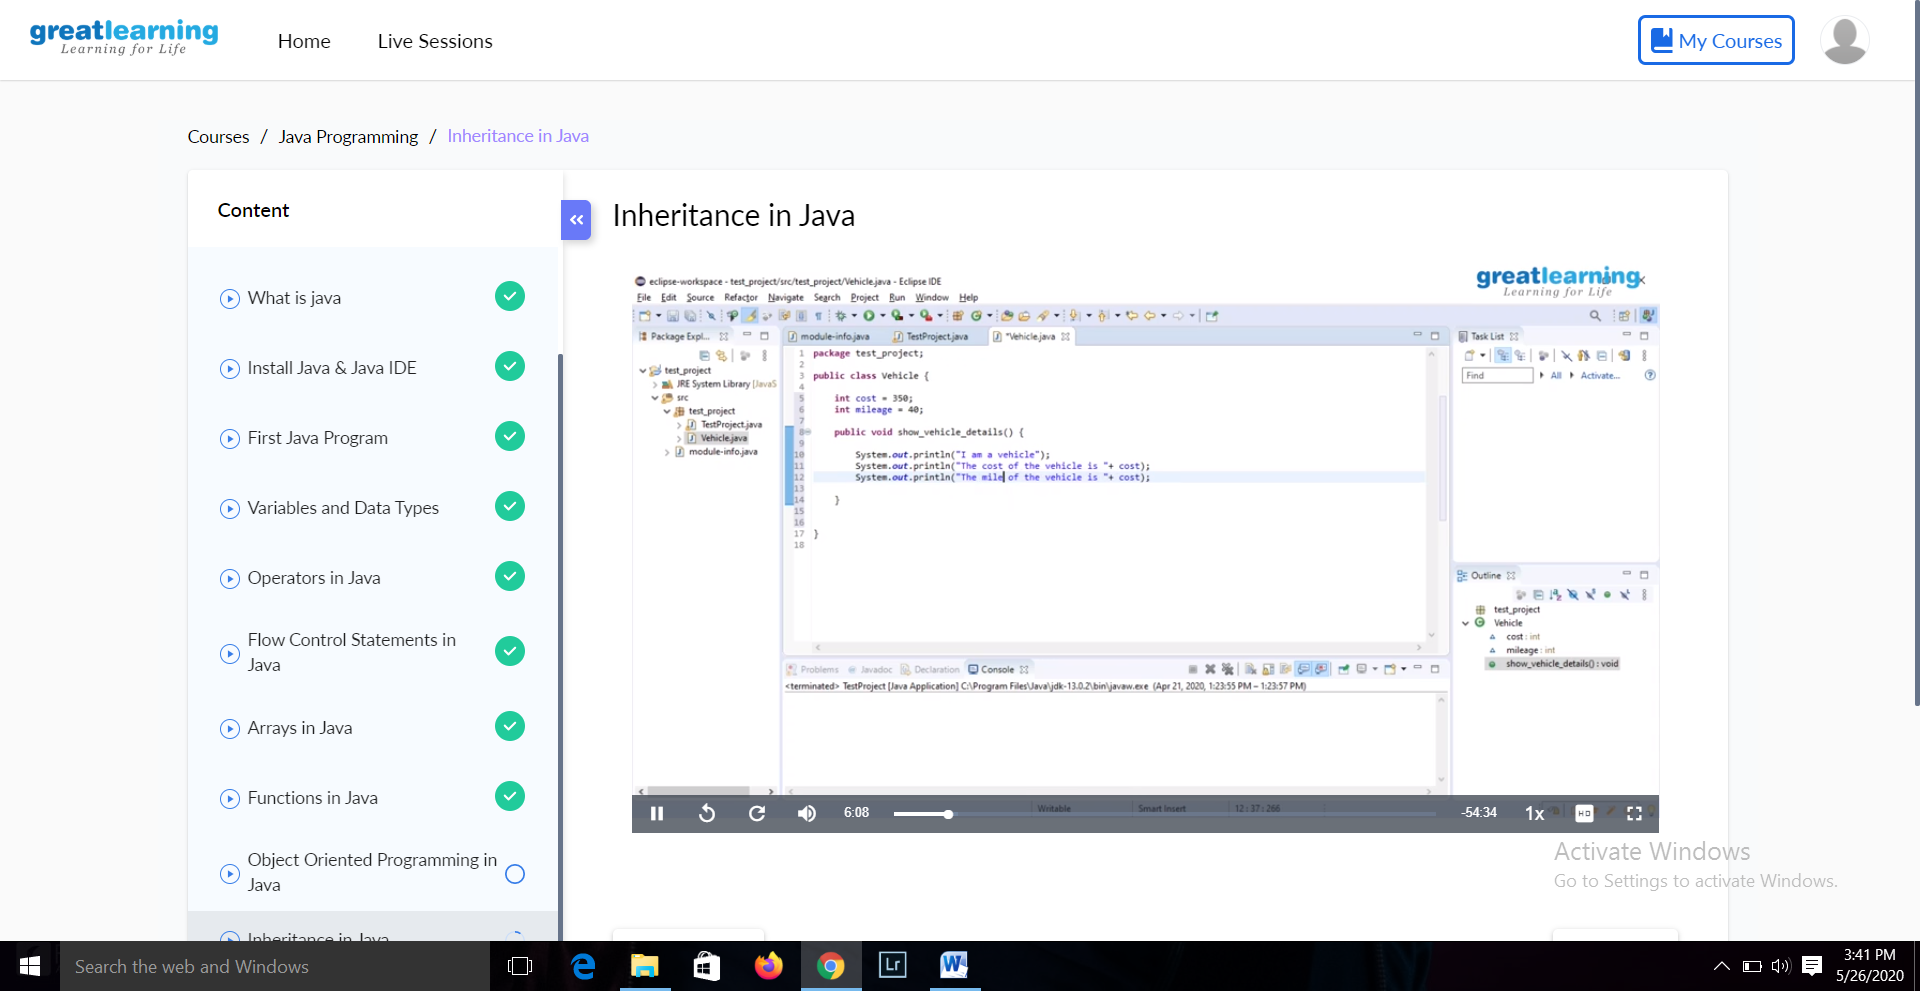 greatlearning
Learning for Life
Home
Live Sessions
My Courses
Courses / Java Programming / Inheritance in Java
Content
What is java
Install Java & Java IDE
First Java Program
Variables and Data Types
Operators in Java
Flow Control Statements in
Java
Arrays in Java
Functions in Java
Object Oriented Programming in
Java
Inheritance in Java
Inheritance in Java
eclipse-workspace - test_project/src/test_project/Vehicle.java - Eclipse IDE
greatlearning
Learning for Life
File Edit Source Refactor Navigate Search Project Run Window Help
Package Expl...
test_project
JRE System Library [JavaS
src
test_project
TestProject.java
Vehicle.java
module-info.java
module-info.java
TestProject.java
*Vehicle.java
1 package test_project;
2
3 public class Vehicle {
4
5 int cost = 350;
6 int mileage = 40;
7
8 public void show_vehicle_details() {
9
10 System.out.println("I am a vehicle");
11 System.out.println("The cost of the vehicle is "+ cost);
12 System.out.println("The mile of the vehicle is "+ cost);
13
14 }
15
16
17 }
18
Task List
Find
All
Activate...
Outline
test_project
Vehicle
cost : int
mileage : int
show_vehicle_details() : void
Problems
Javadoc
Declaration
Console
<terminated> TestProject [Java Application] C:\Program Files\Java\jdk-13.0.2\bin\javaw.exe (Apr 21, 2020, 1:23:55 PM – 1:23:57 PM)
Writable
Smart Insert
12 : 37 : 266
6:08
-54:34
1x
HD
Activate Windows
Go to Settings to activate Windows.
Search the web and Windows
Lr
W
3:41 PM
5/26/2020